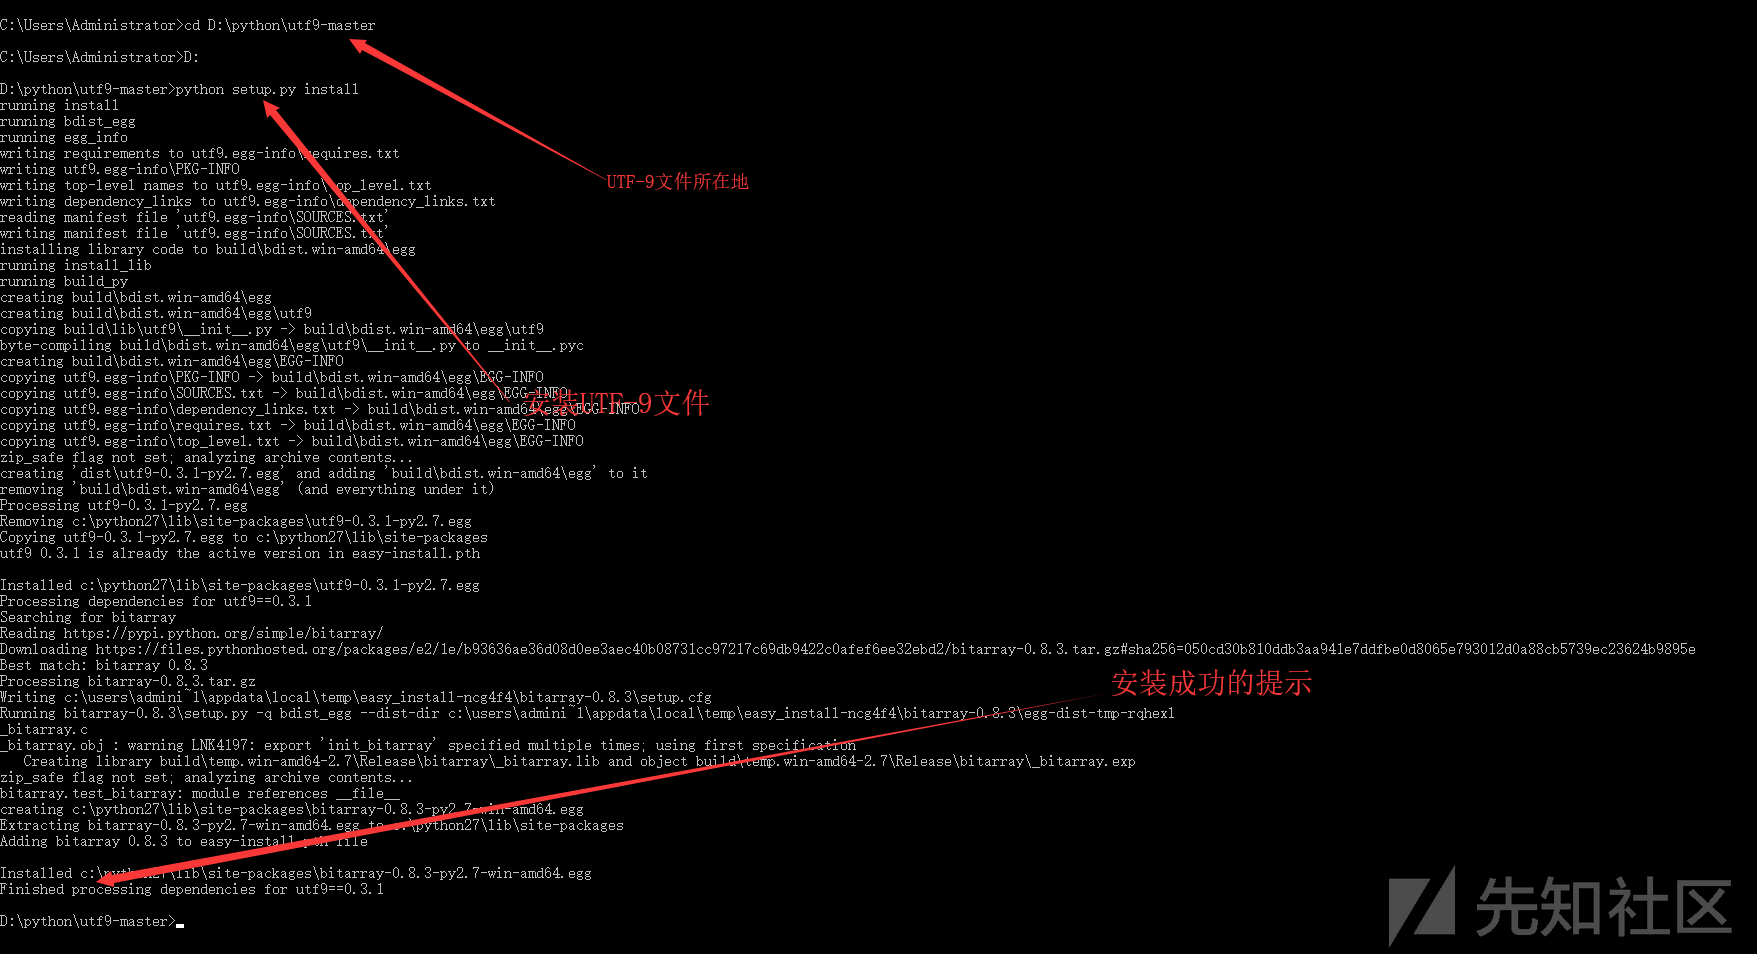 C:\Users\Administrator>cd D:\python\utf9-master
C:\Users\Administrator>D:
D:\python\utf9-master>python setup.py install
running install
running bdist_egg
running egg_info
writing requirements to utf9.egg-info\requires.txt
writing utf9.egg-info\PKG-INFO
writing top-level names to utf9.egg-info\top_level.txt
UTF-9文件所在地
writing dependency_links to utf9.egg-info\dependency_links.txt
reading manifest file 'utf9.egg-info\SOURCES.txt'
writing manifest file 'utf9.egg-info\SOURCES.txt'
installing library code to build\bdist.win-amd64\egg
running install_lib
running build_py
creating build\bdist.win-amd64\egg
creating build\bdist.win-amd64\egg\utf9
copying build\lib\utf9\__init__.py -> build\bdist.win-amd64\egg\utf9
byte-compiling build\bdist.win-amd64\egg\utf9\__init__.py to __init__.pyc
creating build\bdist.win-amd64\egg\EGG-INFO
copying utf9.egg-info\PKG-INFO -> build\bdist.win-amd64\egg\EGG-INFO
copying utf9.egg-info\SOURCES.txt -> build\bdist.win-amd64\egg\EGG-INFO
安装UTF-9文件
copying utf9.egg-info\dependency_links.txt -> build\bdist.win-amd64\egg\EGG-INFO
copying utf9.egg-info\requires.txt -> build\bdist.win-amd64\egg\EGG-INFO
copying utf9.egg-info\top_level.txt -> build\bdist.win-amd64\egg\EGG-INFO
zip_safe flag not set; analyzing archive contents...
creating 'dist\utf9-0.3.1-py2.7.egg' and adding 'build\bdist.win-amd64\egg' to it
removing 'build\bdist.win-amd64\egg' (and everything under it)
Processing utf9-0.3.1-py2.7.egg
Removing c:\python27\lib\site-packages\utf9-0.3.1-py2.7.egg
Copying utf9-0.3.1-py2.7.egg to c:\python27\lib\site-packages
utf9 0.3.1 is already the active version in easy-install.pth
Installed c:\python27\lib\site-packages\utf9-0.3.1-py2.7.egg
Processing dependencies for utf9==0.3.1
Searching for bitarray
Reading https://pypi.python.org/simple/bitarray/
Downloading https://files.pythonhosted.org/packages/e2/1e/b93636ae36d08d0ee3aec40b08731cc97217c69db9422c0afef6ee32ebd2/bitarray-0.8.3.tar.gz#sha256=050cd30b810ddb3aa941e7ddfbe0d8065e793012d0a88cb5739ec23624b9895e
Best match: bitarray 0.8.3
Processing bitarray-0.8.3.tar.gz
安装成功的提示
Writing c:\users\admini~1\appdata\local\temp\easy_install-ncg4f4\bitarray-0.8.3\setup.cfg
Running bitarray-0.8.3\setup.py -q bdist_egg --dist-dir c:\users\admini~1\appdata\local\temp\easy_install-ncg4f4\bitarray-0.8.3\egg-dist-tmp-rqhexl
_bitarray.c
_bitarray.obj : warning LNK4197: export 'init_bitarray' specified multiple times; using first specification
Creating library build\temp.win-amd64-2.7\Release\bitarray\_bitarray.lib and object build\temp.win-amd64-2.7\Release\bitarray\_bitarray.exp
zip_safe flag not set; analyzing archive contents...
bitarray.test_bitarray: module references __file__
creating c:\python27\lib\site-packages\bitarray-0.8.3-py2.7-win-amd64.egg
Extracting bitarray-0.8.3-py2.7-win-amd64.egg to c:\python27\lib\site-packages
Adding bitarray 0.8.3 to easy-install.pth file
Installed c:\python27\lib\site-packages\bitarray-0.8.3-py2.7-win-amd64.egg
Finished processing dependencies for utf9==0.3.1
D:\python\utf9-master>
先知社区